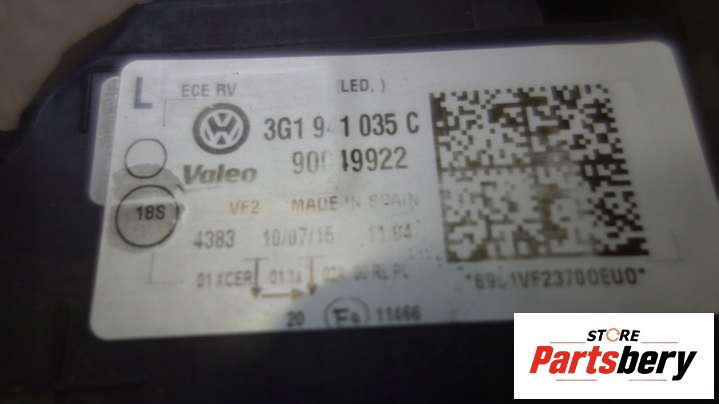 L ECE RV (LED, )
3G1 941 035 C
Valeo 90049922
18S VF2 MADE IN SPAIN
4383 10/07/15 11:04
01 XCER
20 11466
STORE
Partsbery